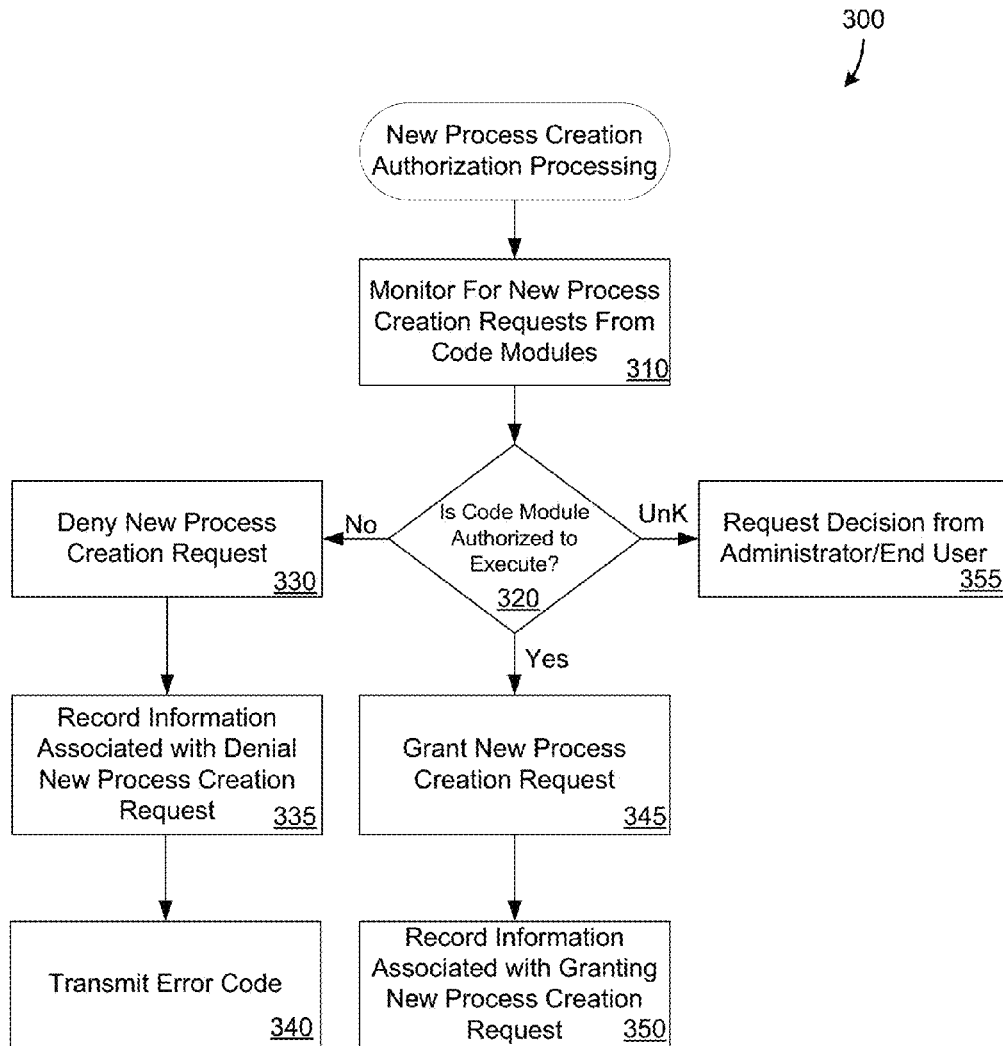 300
New Process Creation
Authorization Processing
Monitor For New Process
Creation Requests From
Code Modules
310
Is Code Module
Authorized to
Execute?
320
No
UnK
Yes
Deny New Process
Creation Request
330
Request Decision from
Administrator/End User
355
Record Information
Associated with Denial
New Process Creation
Request
335
Grant New Process
Creation Request
345
Transmit Error Code
340
Record Information
Associated with Granting
New Process Creation
Request
350